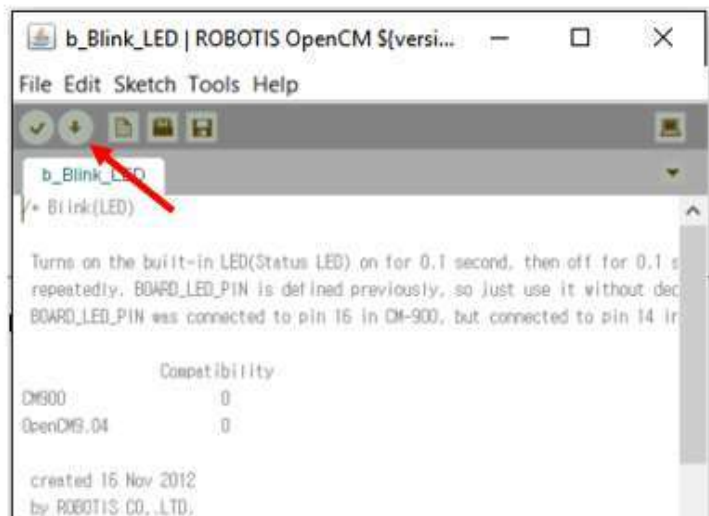 b_Blink_LED | ROBOTIS OpenCM ${versi...
File Edit Sketch Tools Help
b_Blink_LED
/* Blink(LED)
Turns on the built-in LED(Status LED) on for 0.1 second, then off for 0.1 s
repeatedly. BOARD_LED_PIN is defined previously, so just use it without dec
BOARD_LED_PIN was connected to pin 16 in CM-900, but connected to pin 14 in
Compatibility
CM900 O
OpenCM9.04 O
created 16 Nov 2012
by ROBOTIS CO,.LTD.